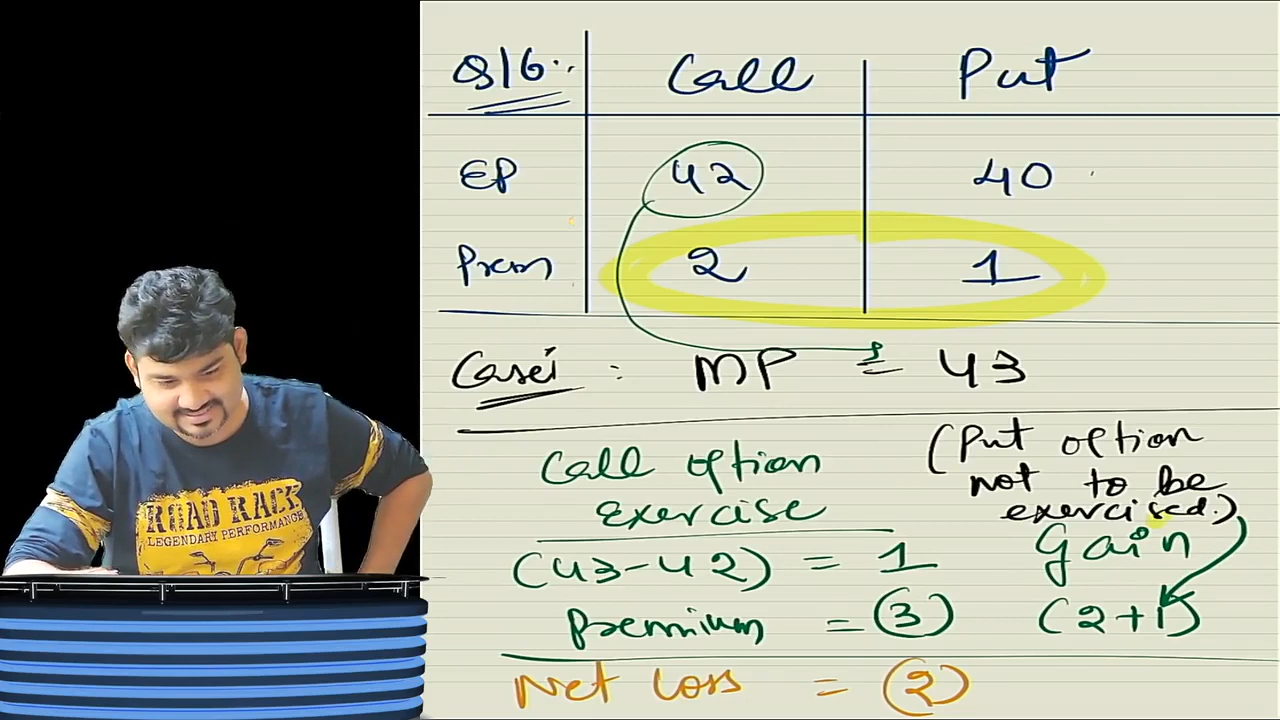 Q16:.
Call
Put
EP
42
40
Prem
2
1
Case i : MP = 43
Call option
exercise
(Put option
not to be
exercised.)
(43-42) = 1
Gain
Premium = (3)
(2+1)
Net Loss = (2)
ROAD RACK
LEGENDARY PERFORMANCE